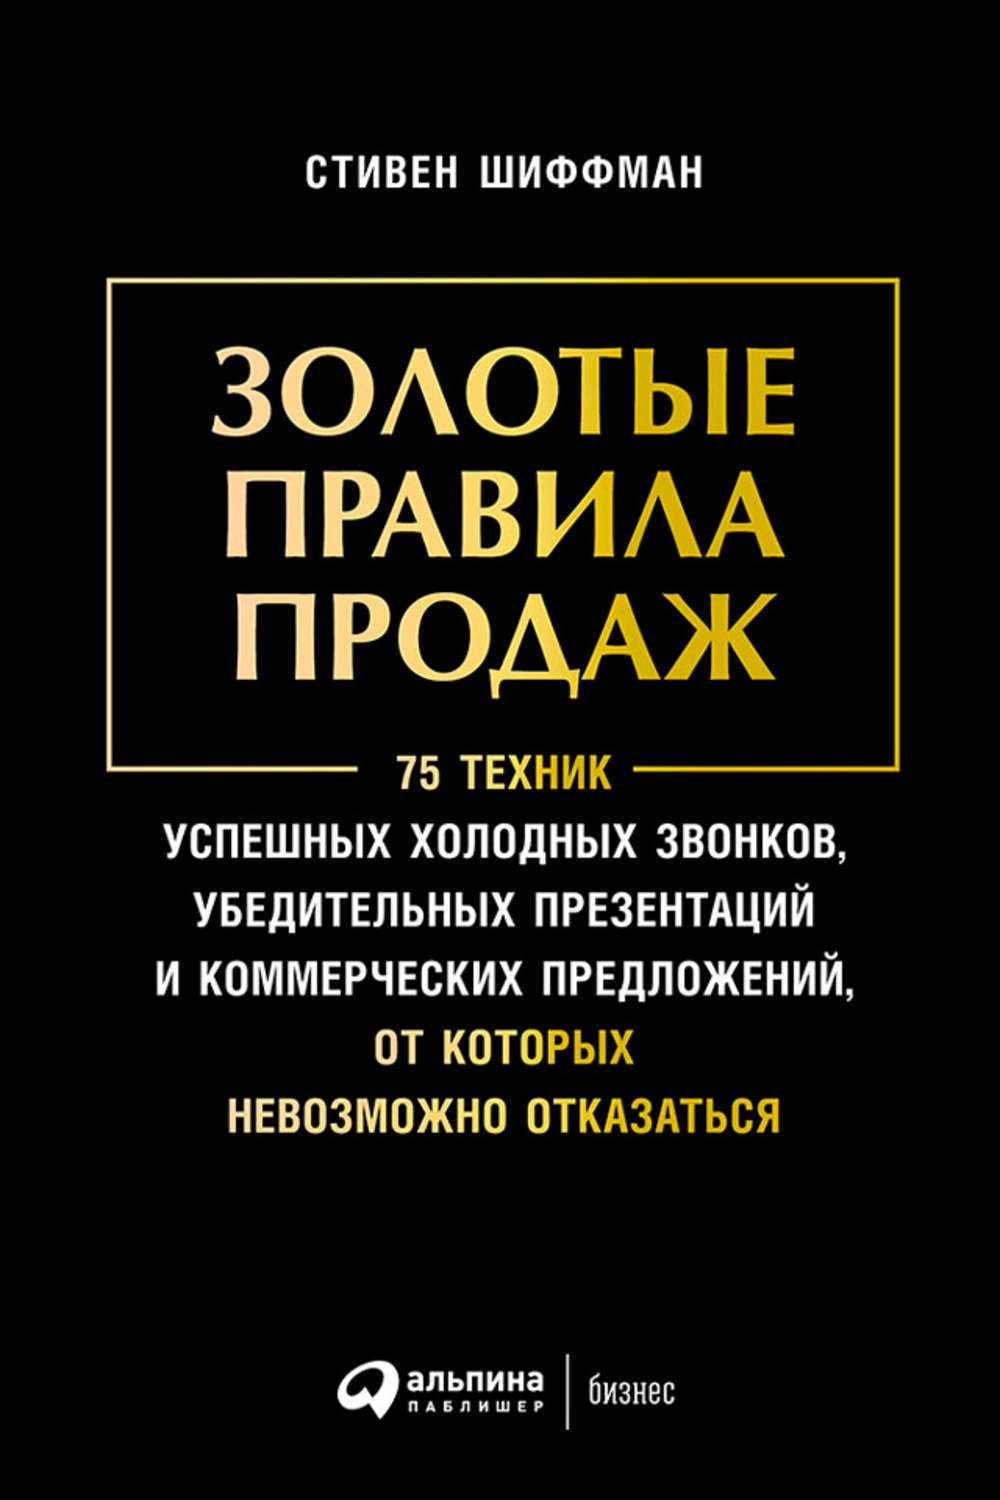 СТИВЕН ШИФФМАН
ЗОЛОТЫЕ
ПРАВИЛА
ПРОДАЖ
75 ТЕХНИК
УСПЕШНЫХ ХОЛОДНЫХ ЗВОНКОВ,
УБЕДИТЕЛЬНЫХ ПРЕЗЕНТАЦИЙ
И КОММЕРЧЕСКИХ ПРЕДЛОЖЕНИЙ,
ОТ КОТОРЫХ
НЕВОЗМОЖНО ОТКАЗАТЬСЯ
альпина
ПАБЛИШЕР
бизнес